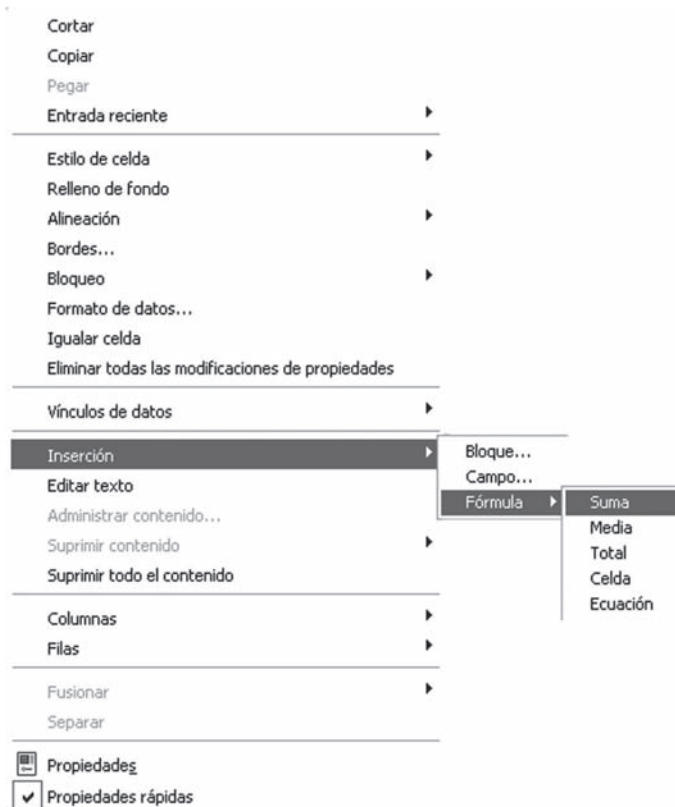 Cortar
Copiar
Pegar
Entrada reciente
Estilo de celda
Relleno de fondo
Alineación
Bordes...
Bloqueo
Formato de datos...
Igualar celda
Eliminar todas las modificaciones de propiedades
Vínculos de datos
Inserción
Bloque...
Campo...
Fórmula
Suma
Media
Total
Celda
Ecuación
Editar texto
Administrar contenido...
Suprimir contenido
Suprimir todo el contenido
Columnas
Filas
Fusionar
Separar
Propiedades
Propiedades rápidas